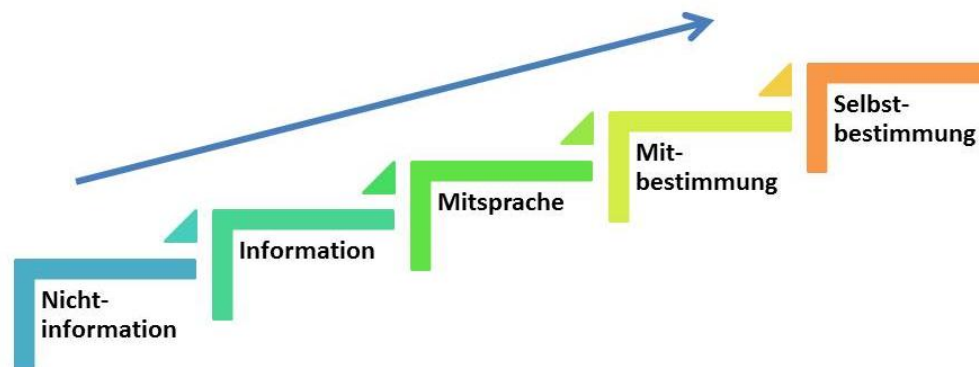 Nicht-
information
Information
Mitsprache
Mit-
bestimmung
Selbst-
bestimmung